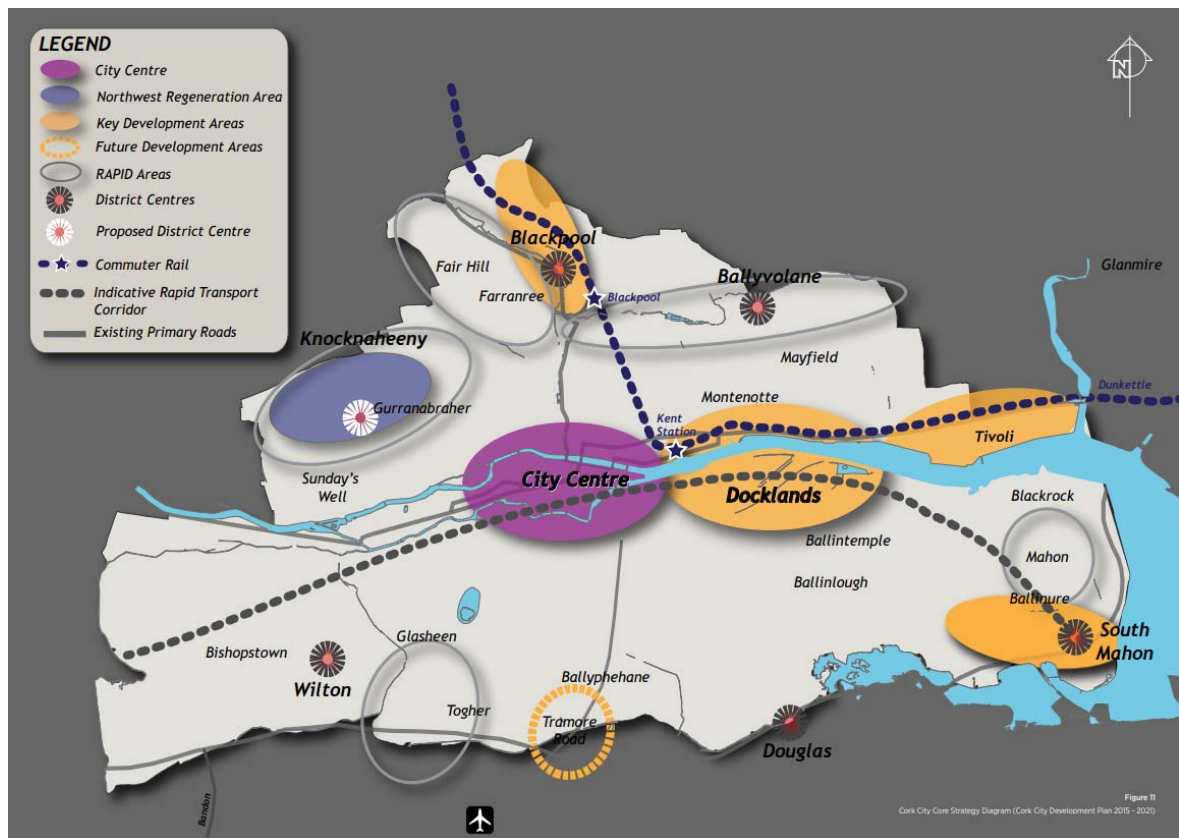 LEGEND
City Centre
Northwest Regeneration Area
Key Development Areas
Future Development Areas
RAPID Areas
District Centres
Proposed District Centre
Commuter Rail
Indicative Rapid Transport
Corridor
Existing Primary Roads
N
Blackpool
Fair Hill
Farranree
Blackpool
Ballyvolane
Glanmire
Knocknaheeny
Mayfield
Gurranabraher
Montenotte
Dunkettle
Kent
Station
Tivoli
Sunday's
Well
City Centre
Docklands
Blackrock
Ballintemple
Mahon
Ballinlough
Ballinure
Glasheen
Bishopstown
South
Mahon
Wilton
Ballyphehane
Togher
Tramore
Road
Douglas
Bandon
Figure 11
Cork City Core Strategy Diagram (Cork City Development Plan 2015 - 2021)